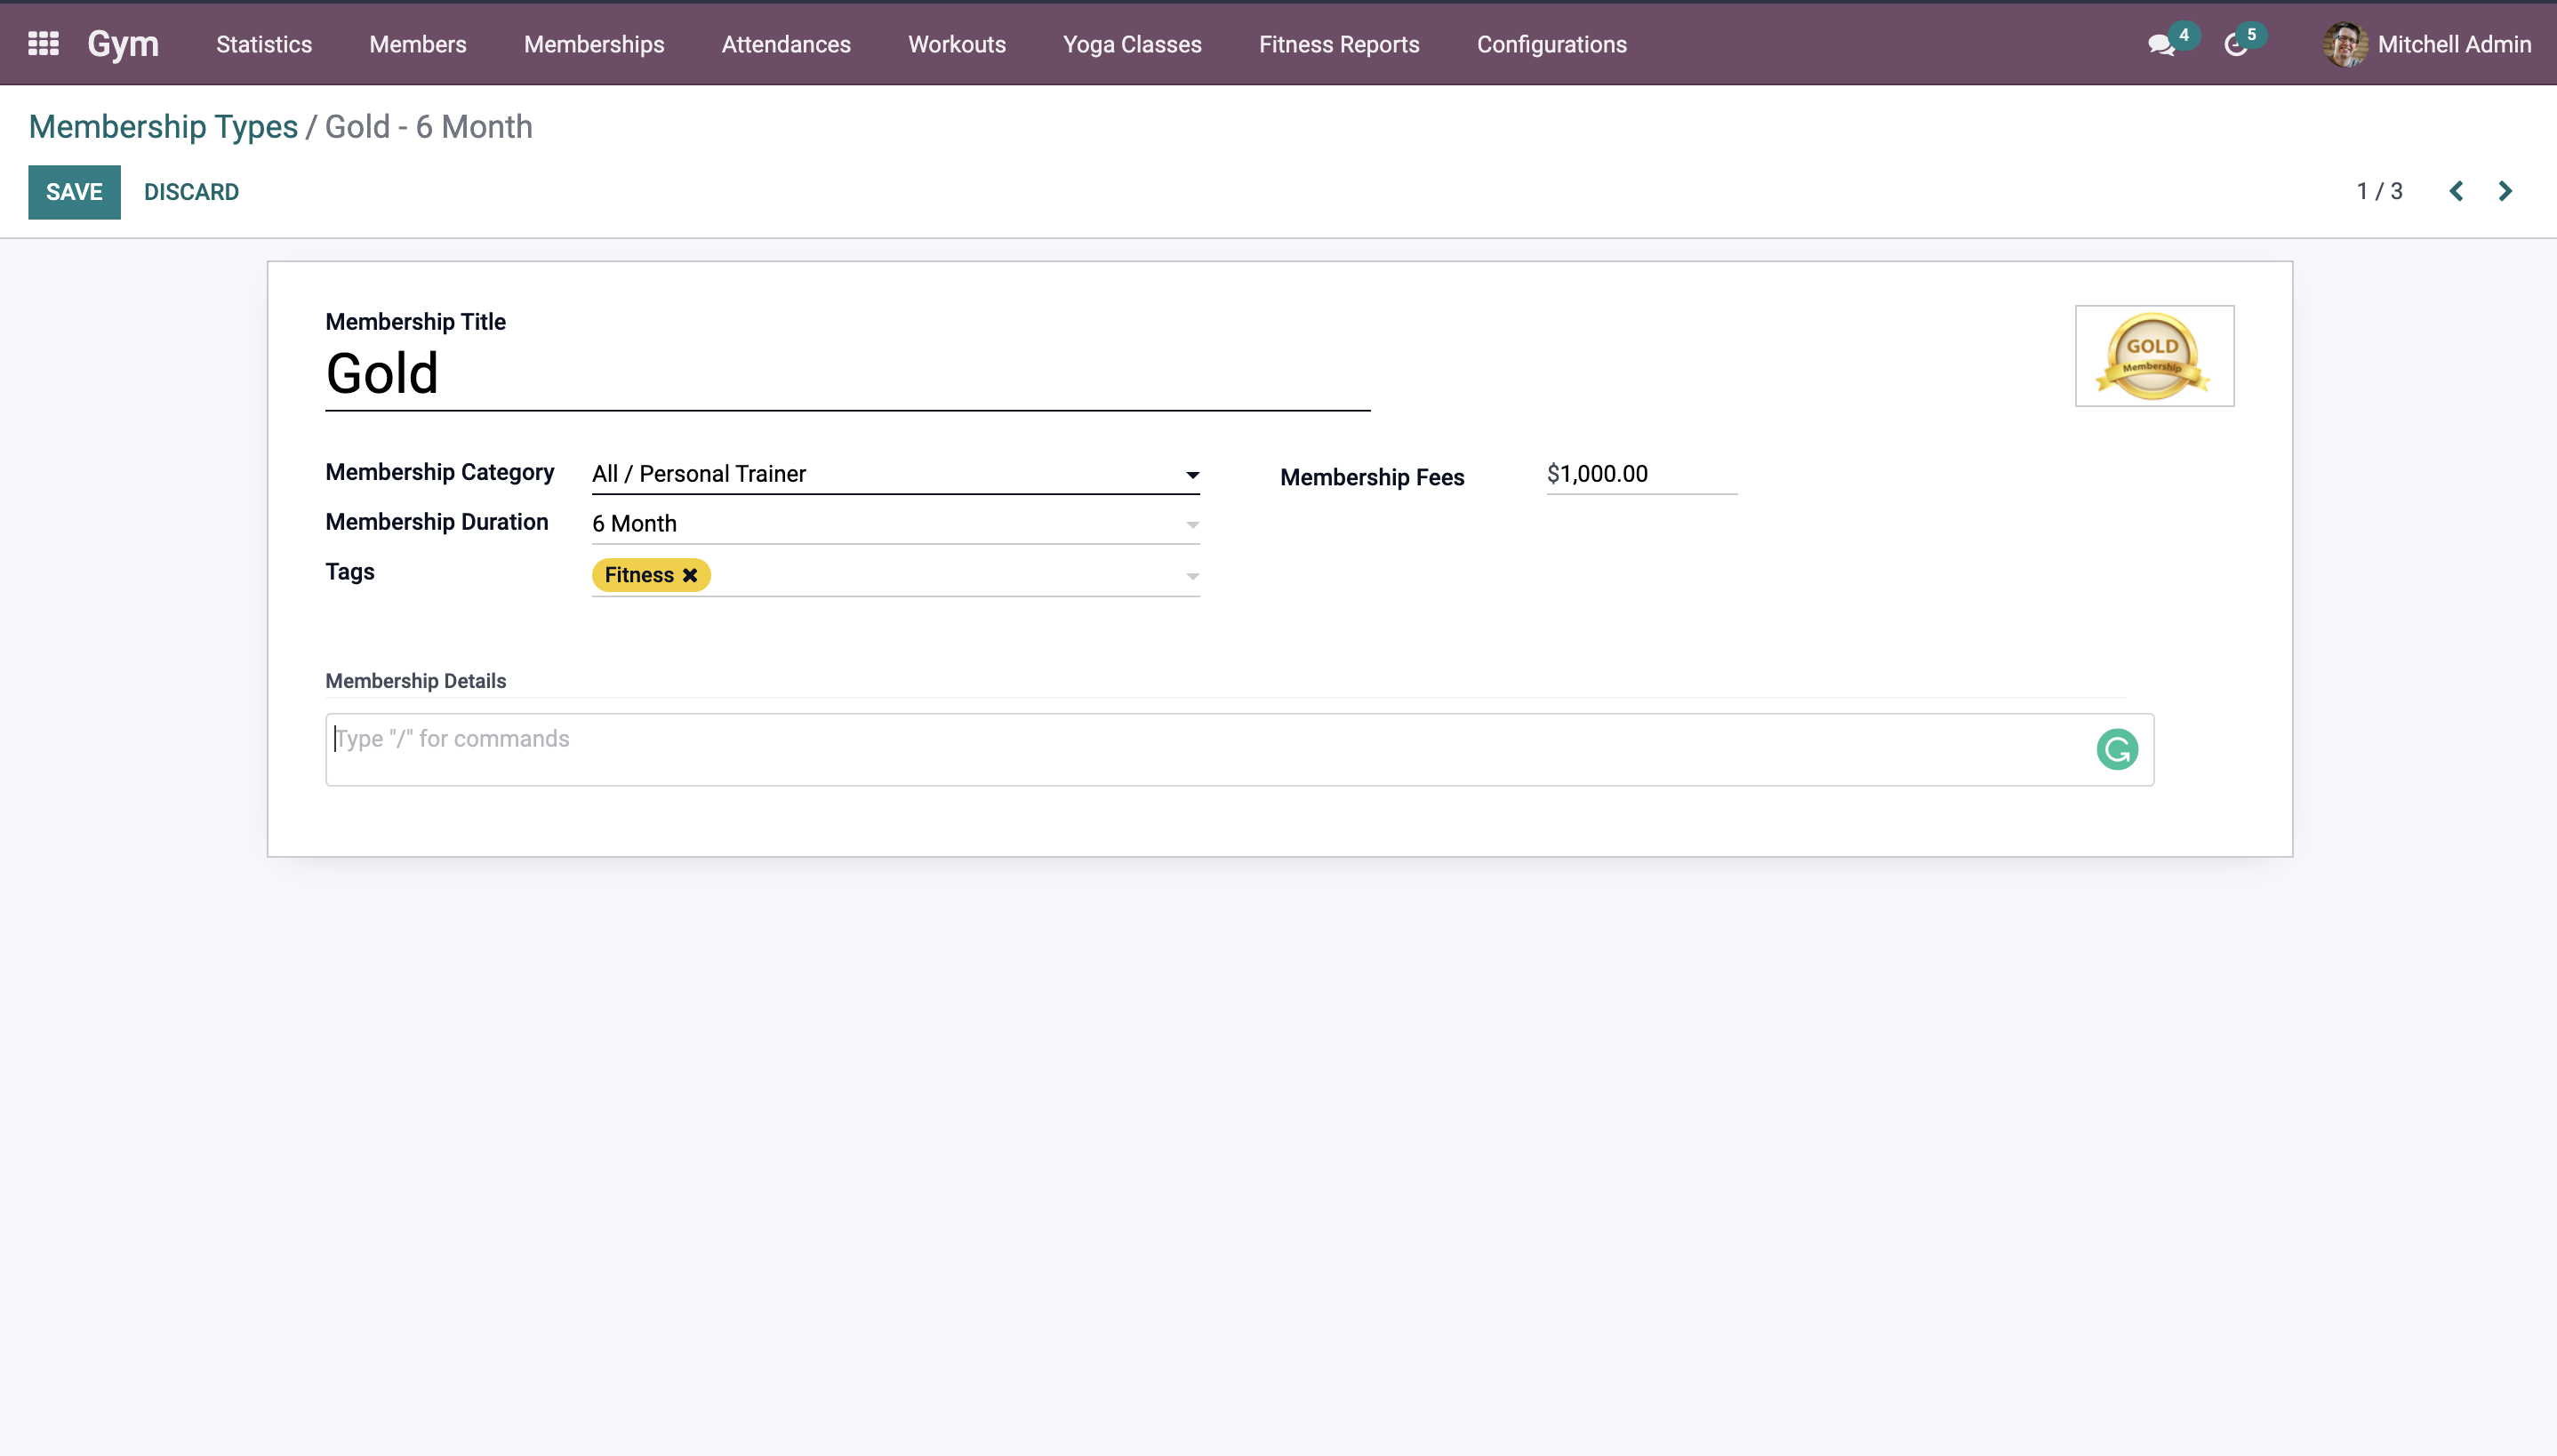 Gym Statistics Members Memberships Attendances Workouts Yoga Classes Fitness Reports Configurations 4 5 Mitchell Admin
Membership Types / Gold - 6 Month
SAVE DISCARD 1 / 3
Membership Title
Gold
GOLD
Membership
Membership Category All / Personal Trainer Membership Fees $1,000.00
Membership Duration 6 Month
Tags Fitness
Membership Details
Type "/" for commands